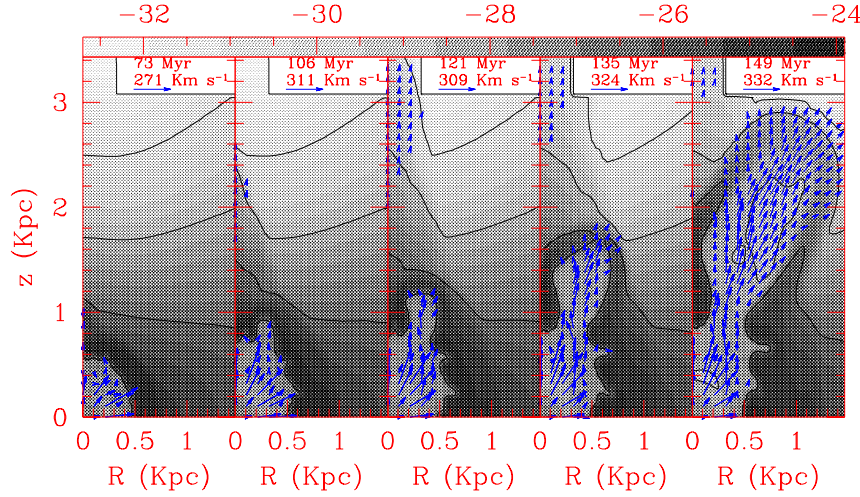 −32 −30 −28 −26 −24
73 Myr 106 Myr 121 Myr 135 Myr 149 Myr
271 Km s⁻¹ 311 Km s⁻¹ 309 Km s⁻¹ 324 Km s⁻¹ 332 Km s⁻¹
3
2
1
0
z (Kpc)
0 0.5 1 0 0.5 1 0 0.5 1 0 0.5 1 0 0.5 1
R (Kpc) R (Kpc) R (Kpc) R (Kpc) R (Kpc)